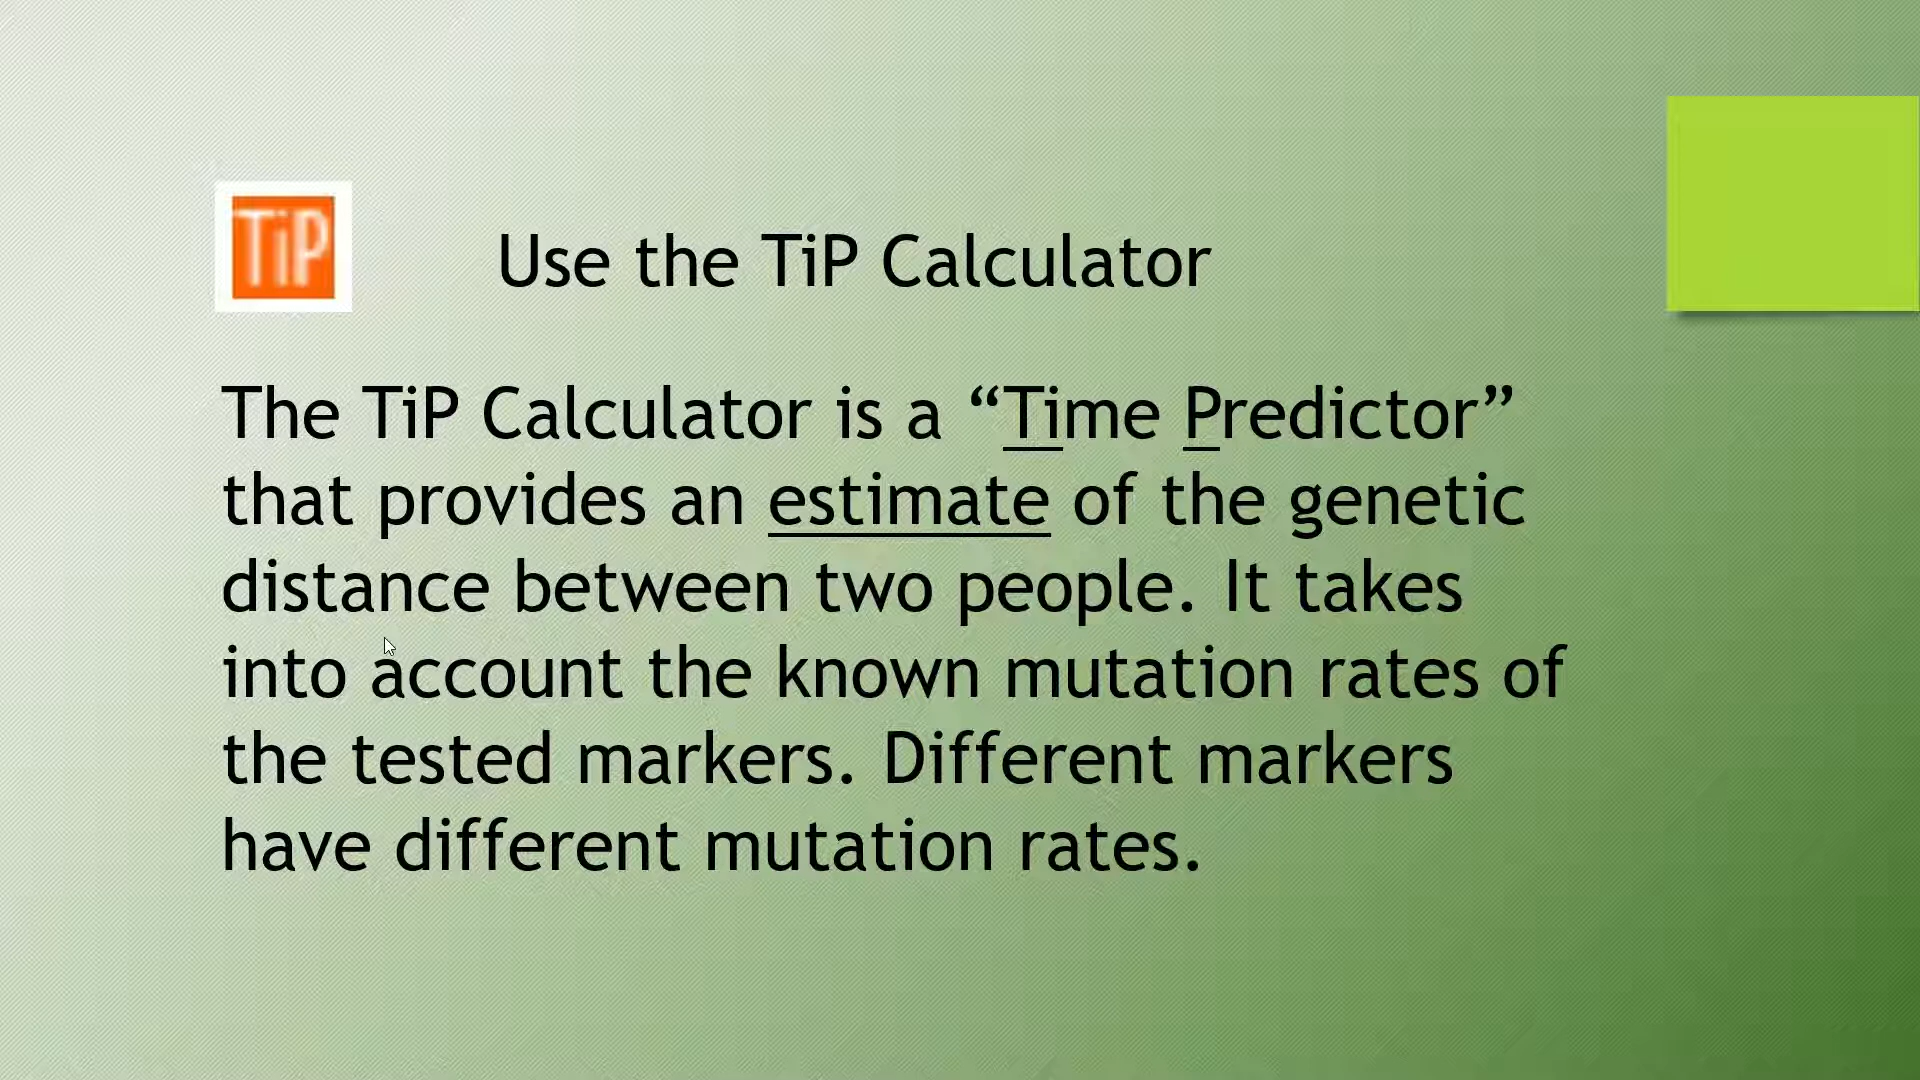 TiP
Use the TiP Calculator
The TiP Calculator is a “Time Predictor”
that provides an estimate of the genetic
distance between two people. It takes
into account the known mutation rates of
the tested markers. Different markers
have different mutation rates.